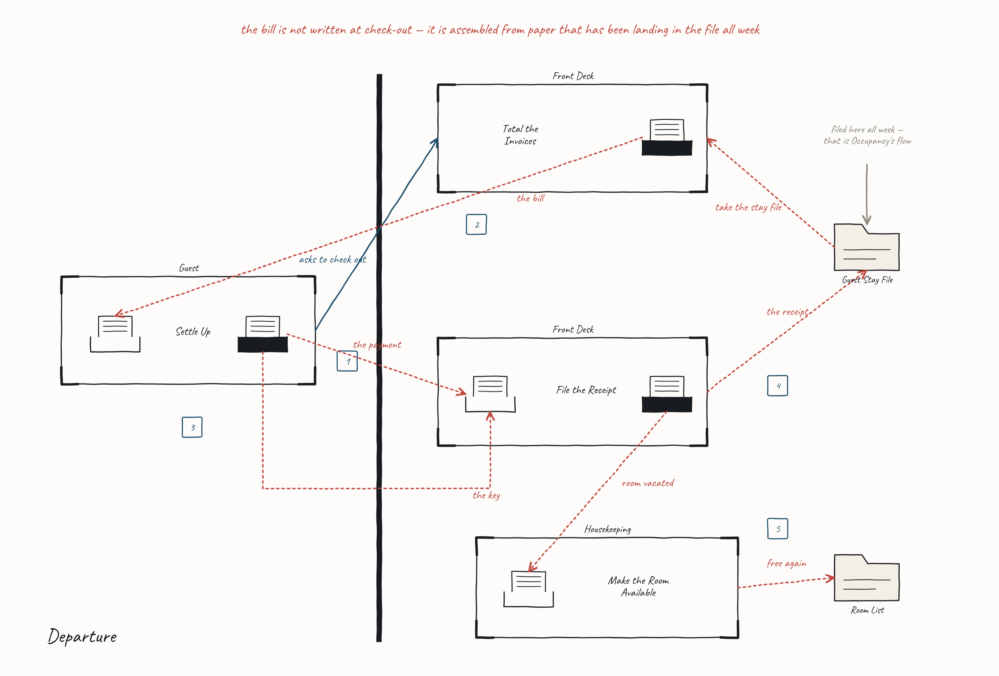 the bill is not written at check-out — it is assembled from paper that has been landing in the file all week
Front Desk
Total the
Invoices
filed here all week —
that is Occupancy's flow
the bill
take the stay file
2
asks to check out
Guest
Guest Stay File
Settle Up
the receipt
Front Desk
the payment
1
File the Receipt
4
3
room vacated
the key
Housekeeping
5
free again
Make the Room
Available
Room List
Departure